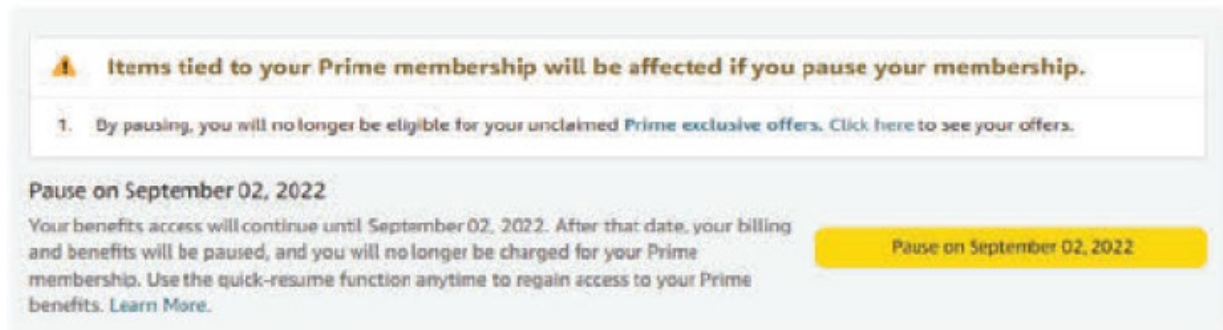 Items tied to your Prime membership will be affected if you pause your membership.
1. By pausing, you will no longer be eligible for your unclaimed Prime exclusive offers. Click here to see your offers.
Pause on September 02, 2022
Your benefits access will continue until September 02, 2022. After that date, your billing
and benefits will be paused, and you will no longer be charged for your Prime
membership. Use the quick-resume function anytime to regain access to your Prime
benefits. Learn More.
Pause on September 02, 2022